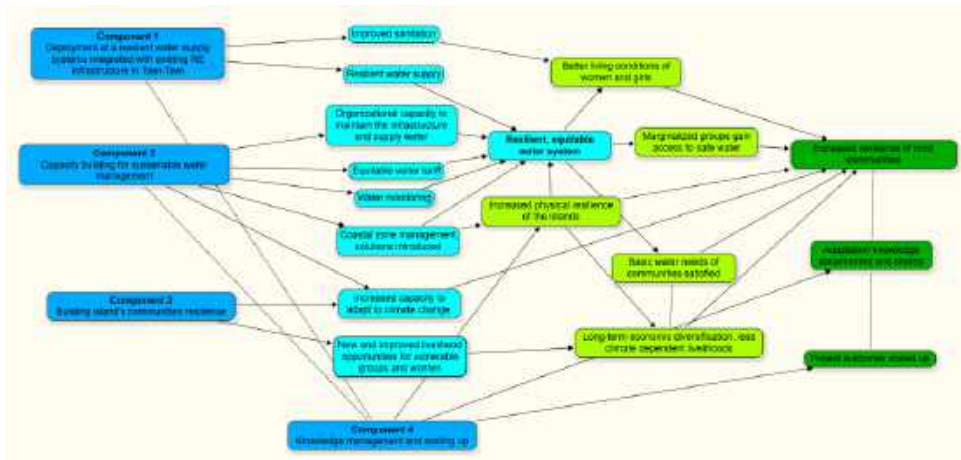 Component 1
Deployment of a resilient water supply
systems integrated with existing RE
infrastructure in
Improved sanitation
Resilient water supply
Better living conditions of
women and girls
Organizational capacity to
maintain the infrastructure
and supply water
Resilient, equitable
water system
Marginalized groups gain
access to safe water
Increased resilience of
communities
Component
Capacity building for sustainable water
management
Equitable water tariff
Water monitoring
Increased physical resilience
of the islands
Coastal zone management
solutions introduced
Basic water needs of
communities satisfied
Adaptation knowledge
and
Component 2
Building island's communities resilience
Increased capacity to
adapt to climate change
New and improved livelihood
opportunities for vulnerable
groups and women
Long-term economic diversification, less
climate dependent livelihoods
Project outcomes scaled up
Component 4
Knowledge management and scaling up